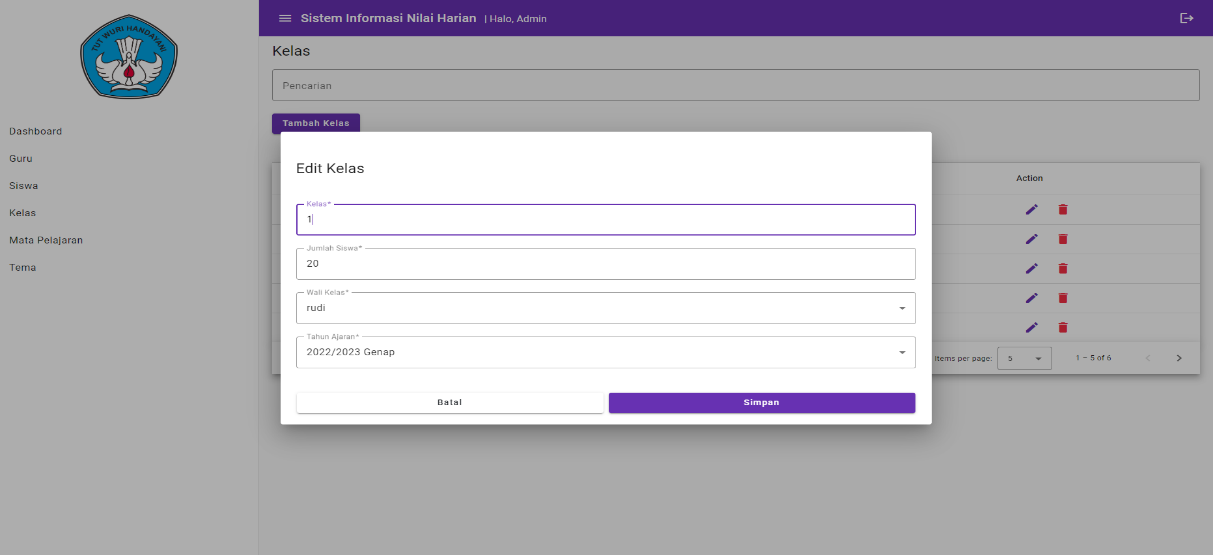 TUT WURI HANDAYANI
Dashboard
Guru
Siswa
Kelas
Mata Pelajaran
Tema
Sistem Informasi Nilai Harian | Halo, Admin
Kelas
Pencarian
Tambah Kelas
Action
Items per page: 5 1 – 5 of 6
Edit Kelas
Kelas*
1
Jumlah Siswa*
20
Wali Kelas*
rudi
Tahun Ajaran*
2022/2023 Genap
Batal Simpan